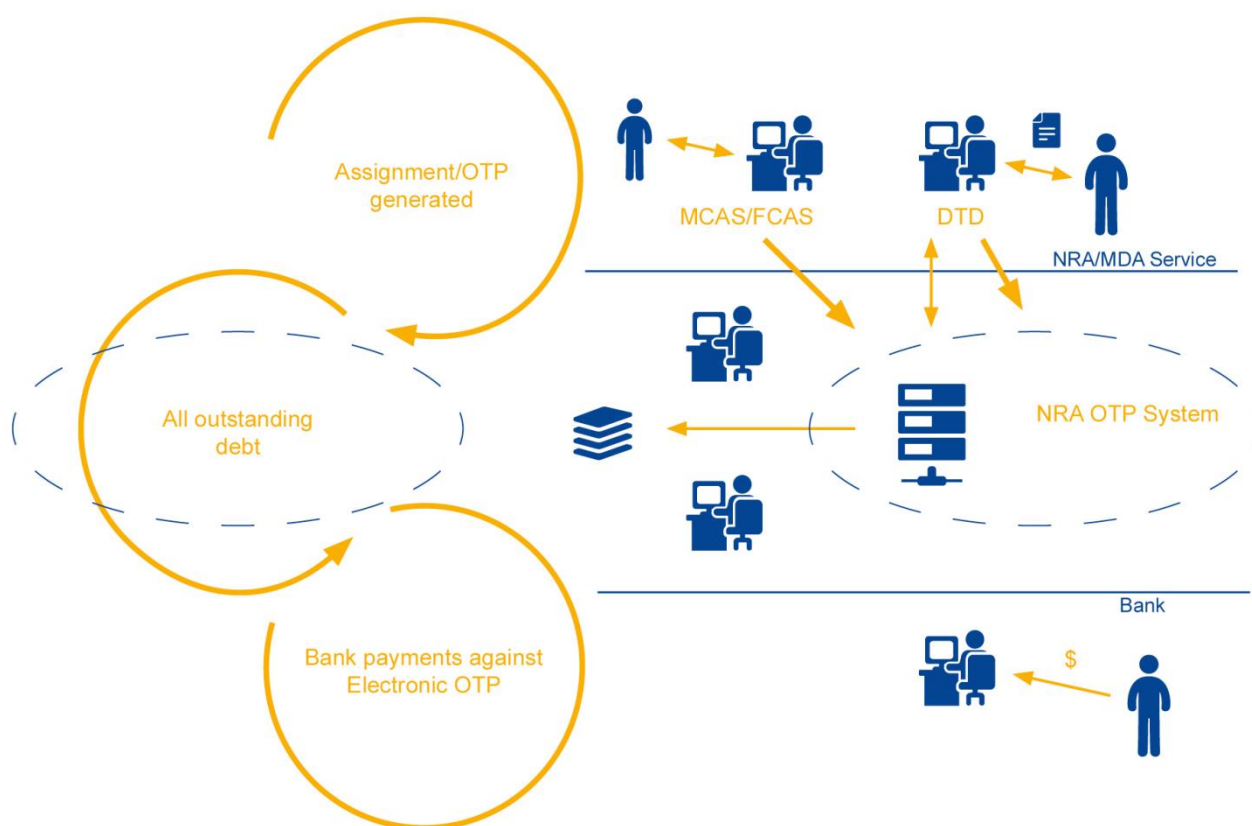 Assignment/OTP
generated
MCAS/FCAS
DTD
NRA/MDA Service
All outstanding
debt
NRA OTP System
Bank
Bank payments against
Electronic OTP
$